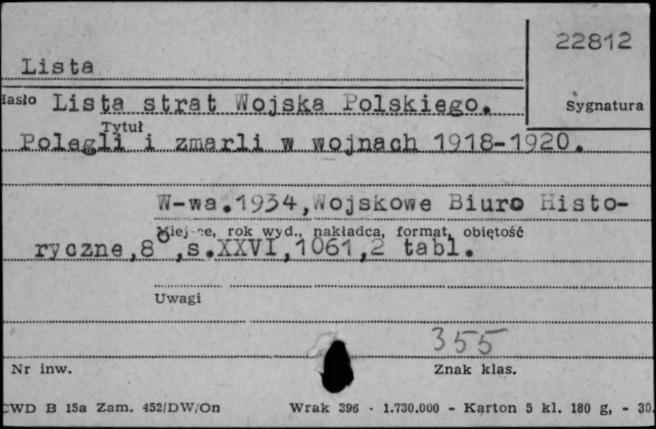 22812
Lista
Hasło Lista strat Wojska Polskiego. Sygnatura
Tytuł
Polegli i zmarli w wojnach 1918-1920.
W-wa.1934,Wojskowe Biuro Histo-
Miejsce, rok wyd., nakładca, format, objętość
ryczne,8⁰,s.XXVI,1061,2 tabl.
Uwagi
355
Nr inw. Znak klas.
CWD B 15a Zam. 452/DW/On Wrak 396 - 1.730.000 - Karton 5 kl. 180 g, - 30.